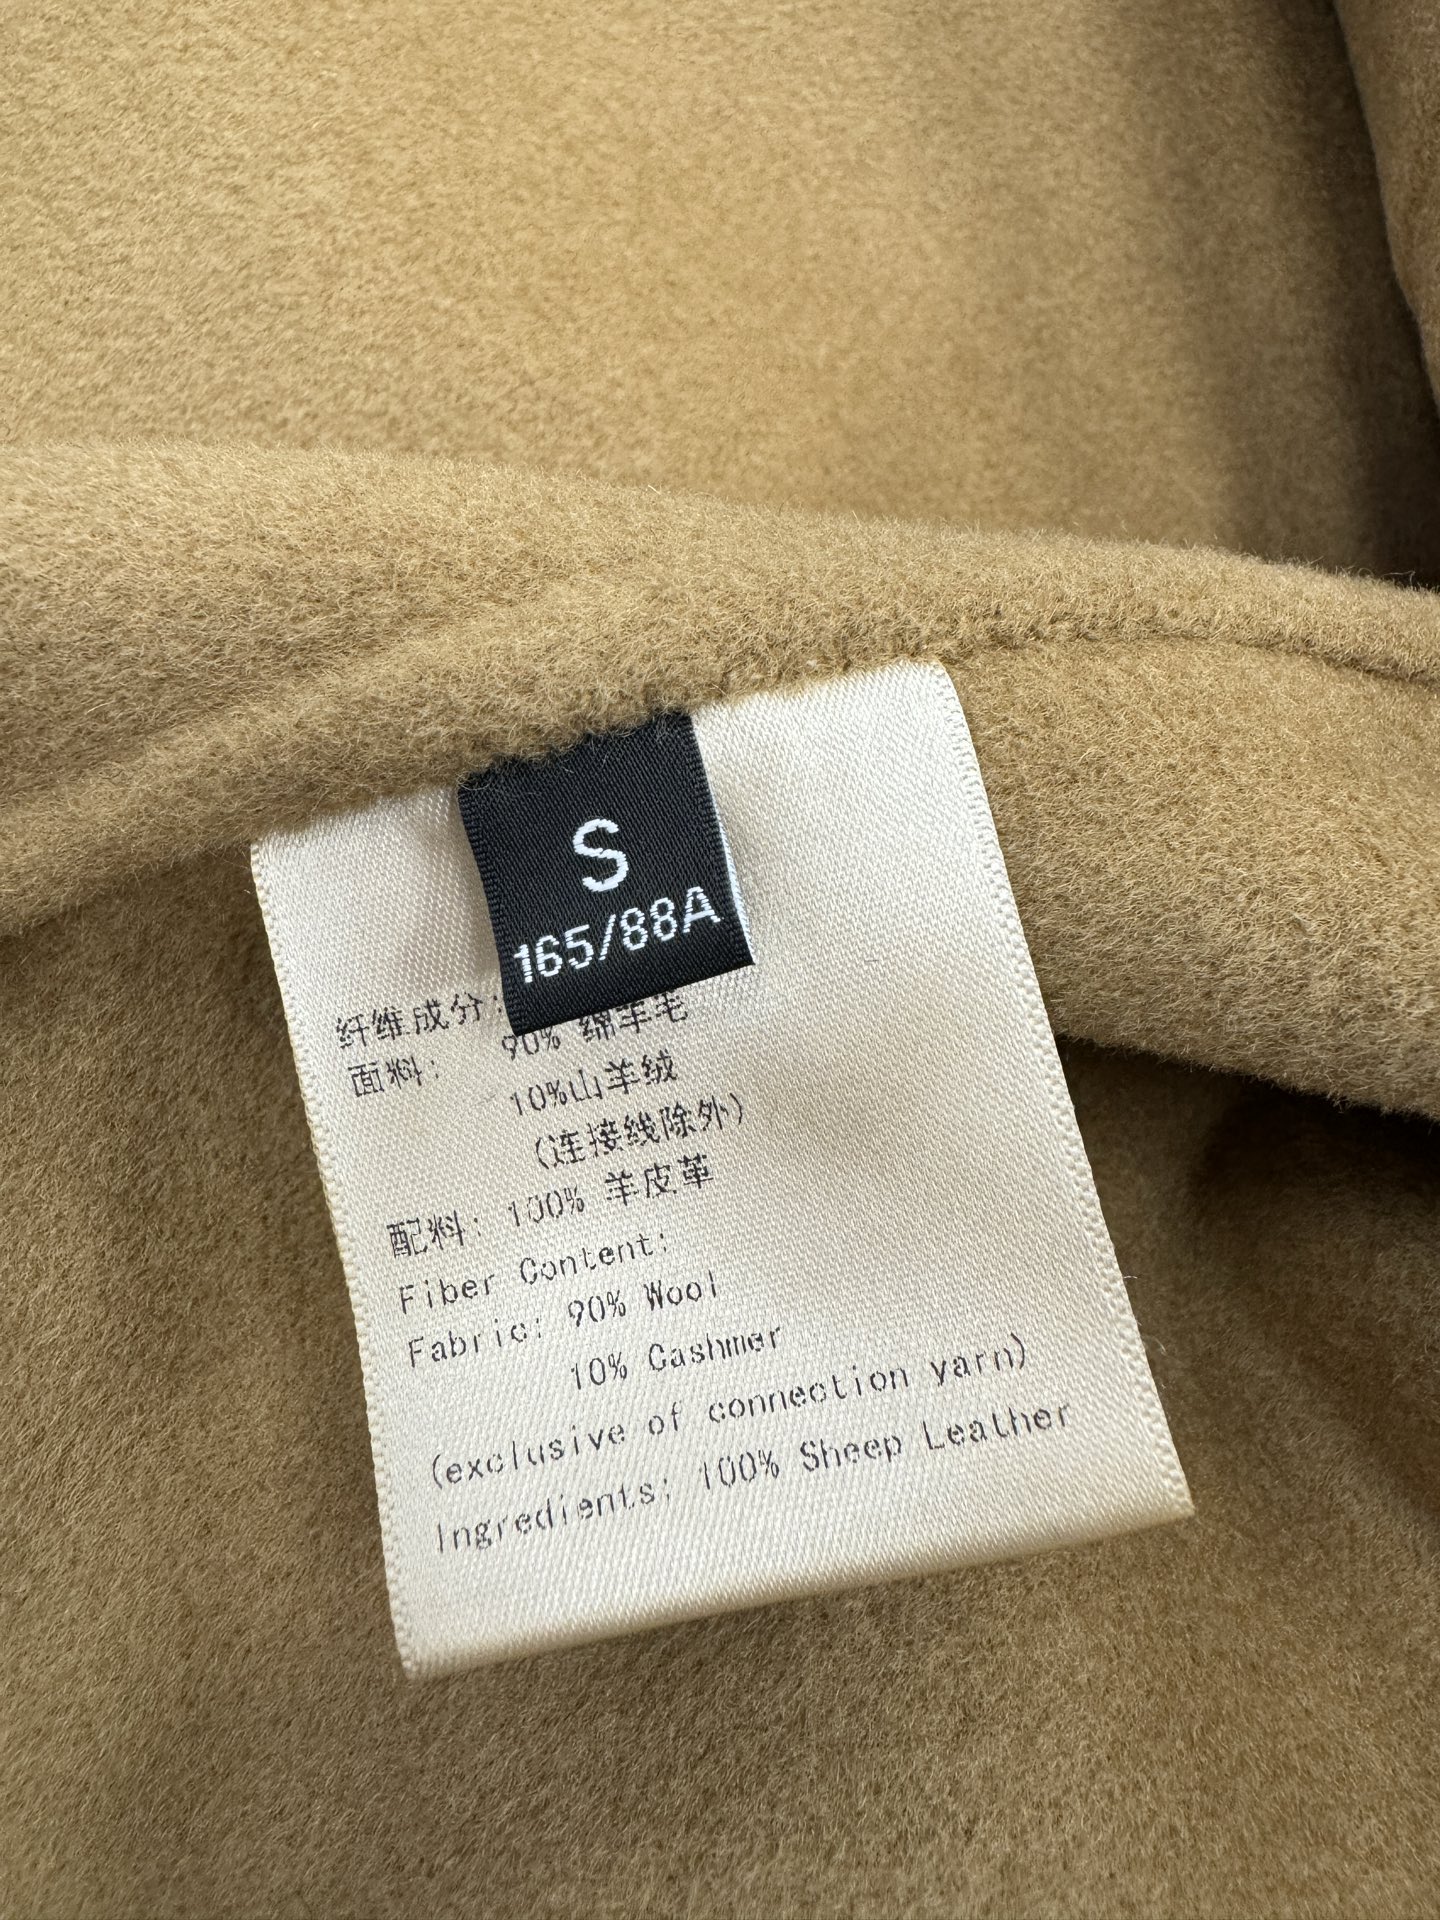 S
165/88A
纤维成分:
面料: 90% 绵羊毛
10%山羊绒
(连接线除外)
配料: 100% 羊皮革
Fiber Content:
Fabric: 90% Wool
10% Cashmer
(exclusive of connection yarn)
Ingredients: 100% Sheep Leather